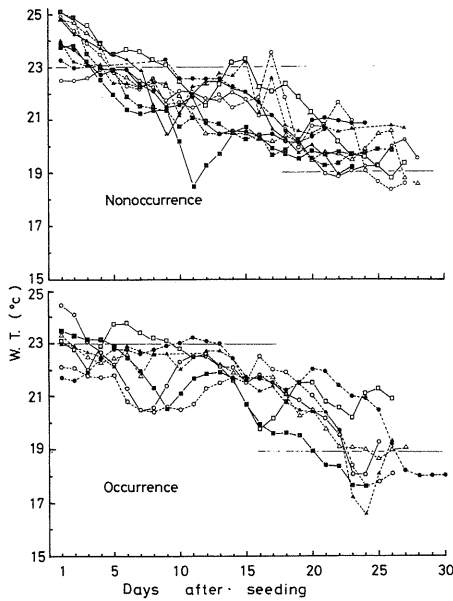 25
23
21
19
17
15
Nonoccurrence
25
23
21
19
17
15
Occurrence
W. T. (°c)
1 5 10 15 20 25 30
Days after· seeding